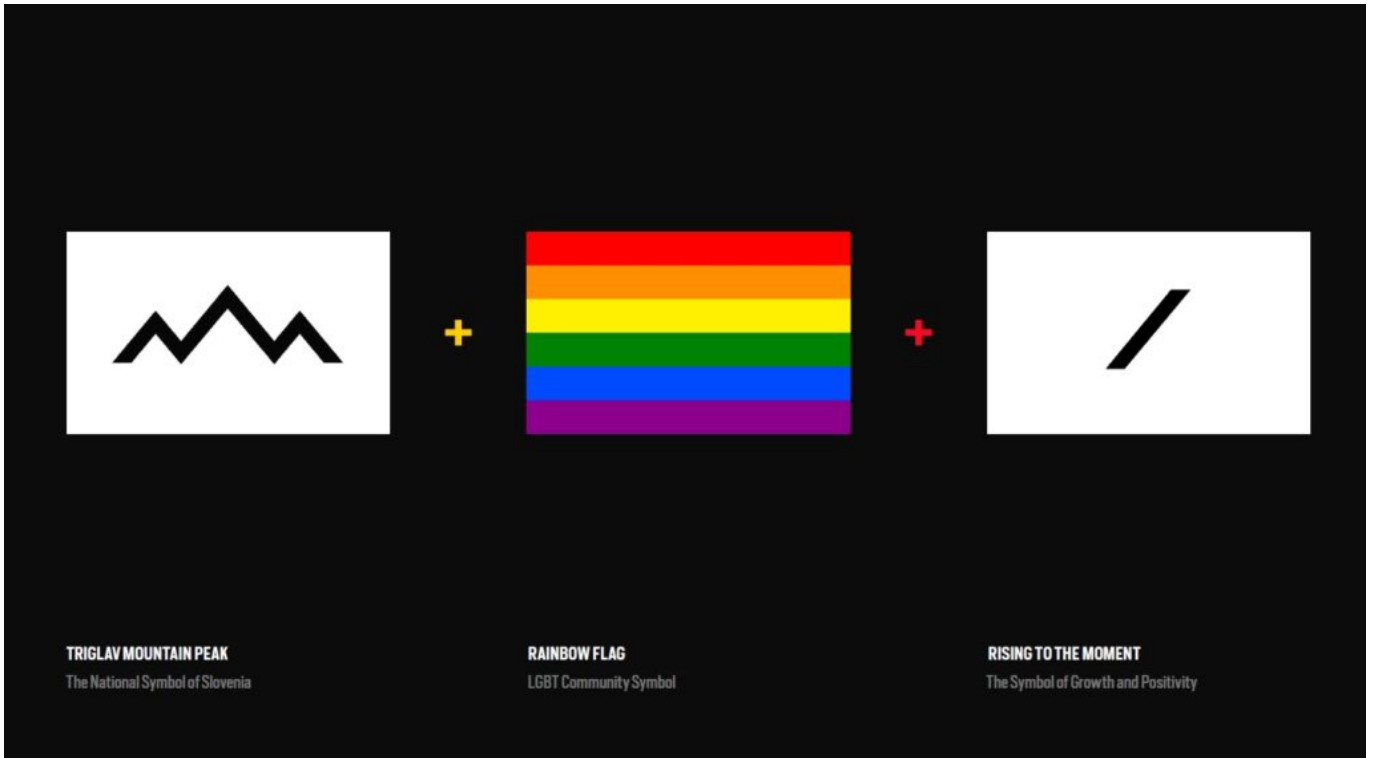 TRIGLAV MOUNTAIN PEAK
The National Symbol of Slovenia
RAINBOW FLAG
LGBT Community Symbol
RISING TO THE MOMENT
The Symbol of Growth and Positivity